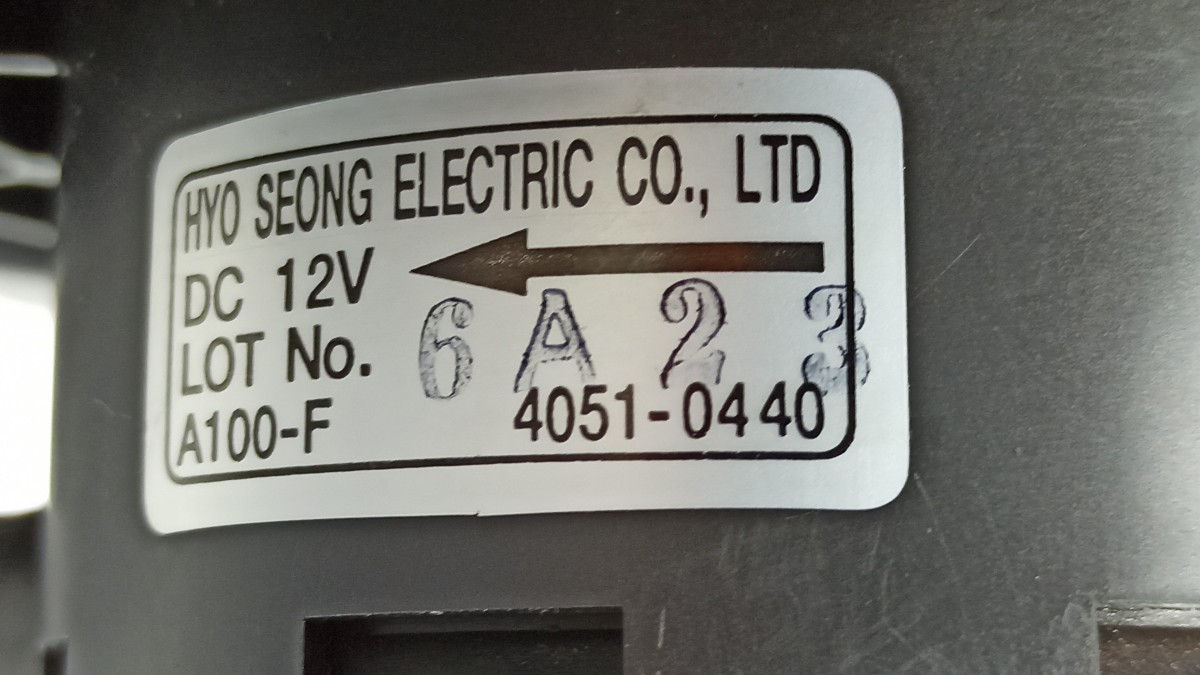 HYO SEONG ELECTRIC CO., LTD
DC 12V
LOT No. 6 A 2 3
A100-F 4051-0440